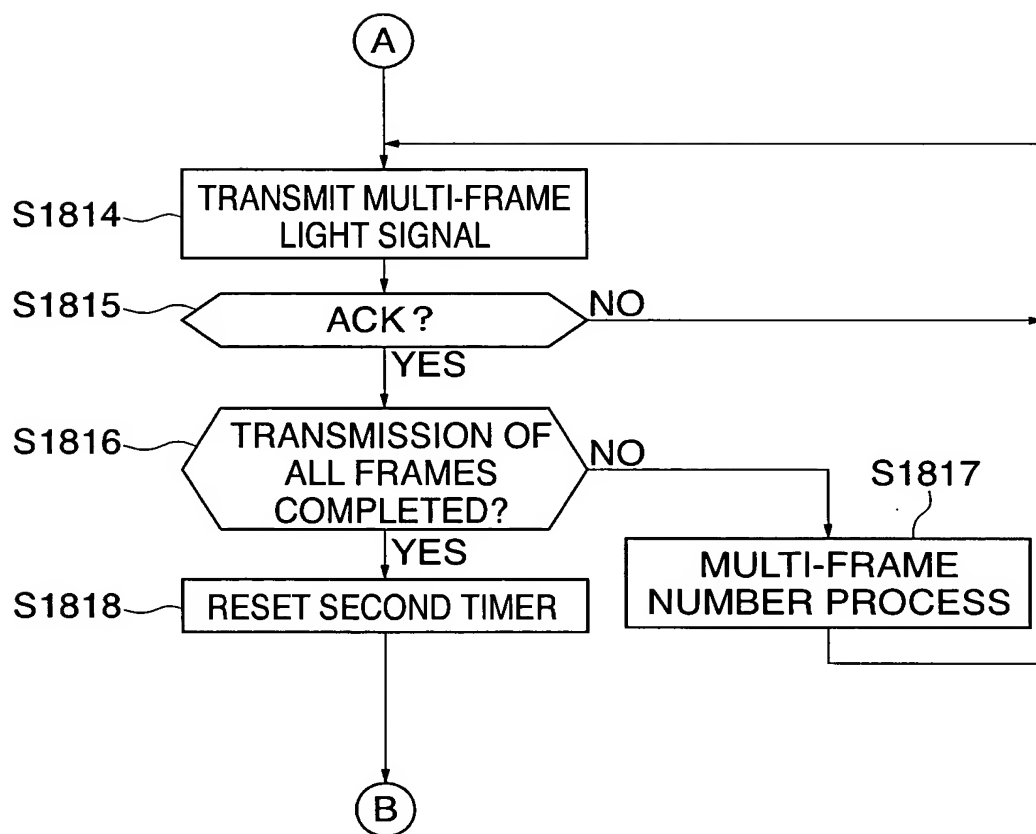 A
S1814
TRANSMIT MULTI-FRAME
LIGHT SIGNAL
S1815
ACK?
NO
YES
S1816
TRANSMISSION OF
ALL FRAMES
COMPLETED?
NO
YES
S1817
MULTI-FRAME
NUMBER PROCESS
S1818
RESET SECOND TIMER
B